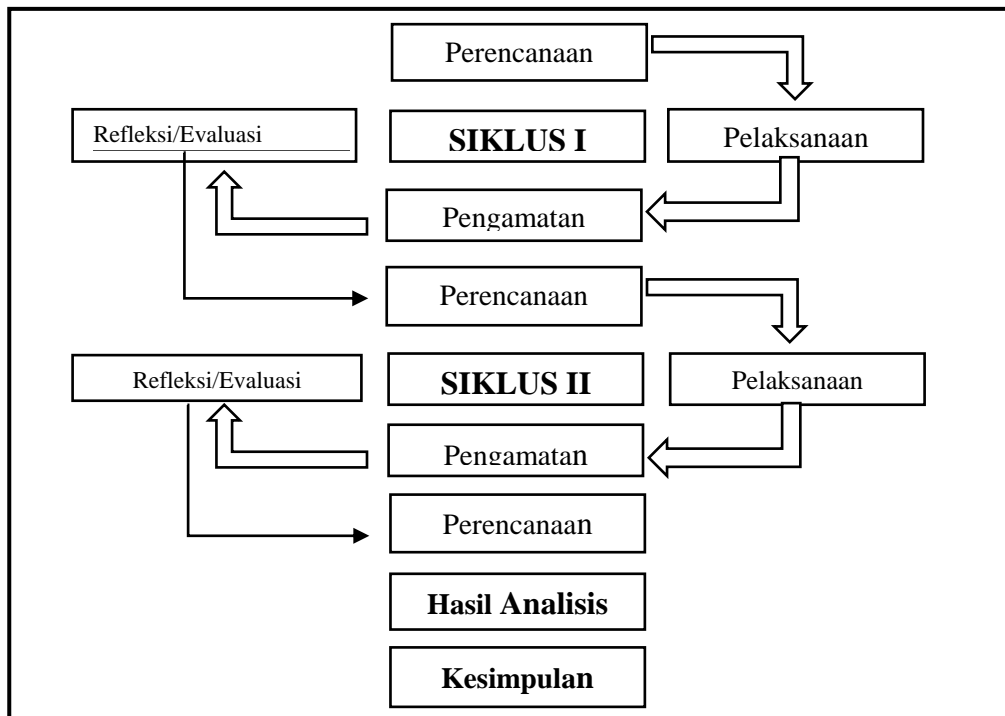 Perencanaan
Refleksi/Evaluasi
SIKLUS I
Pelaksanaan
Pengamatan
Perencanaan
Refleksi/Evaluasi
SIKLUS II
Pelaksanaan
Pengamatan
Perencanaan
Hasil Analisis
Kesimpulan